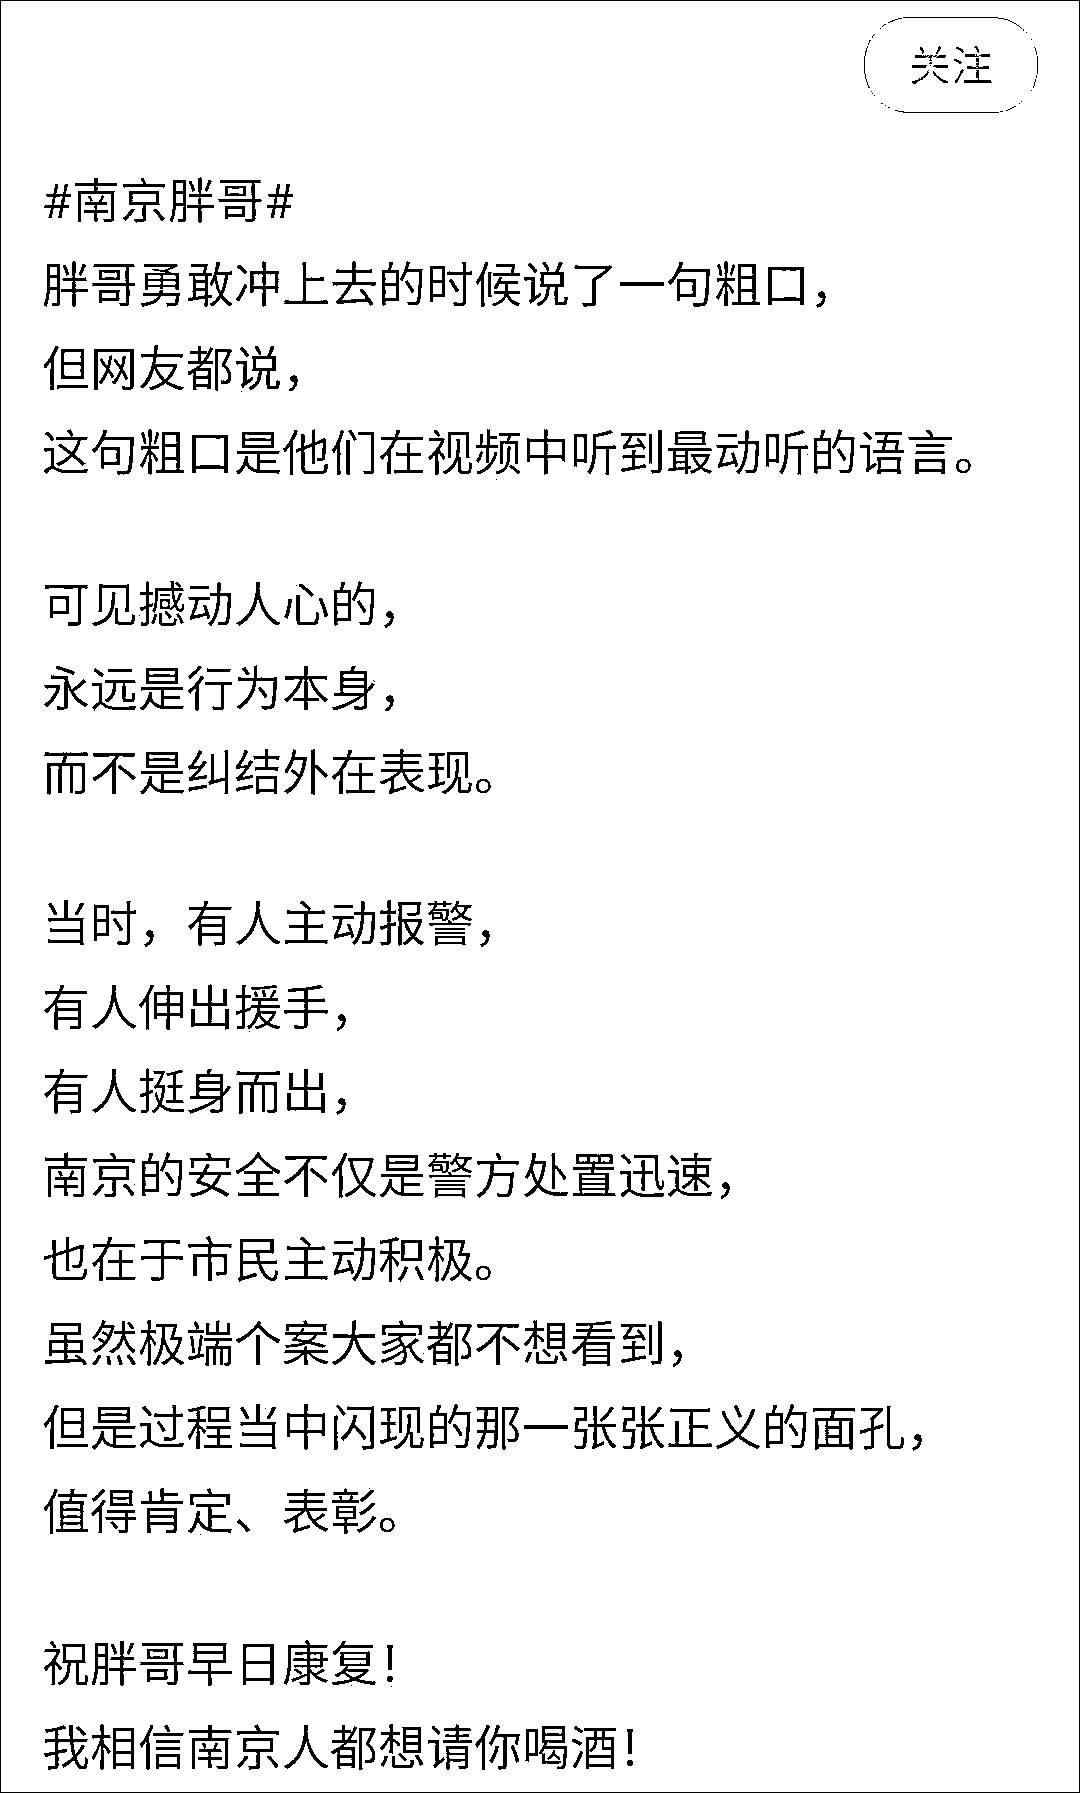 关注
#南京胖哥#
胖哥勇敢冲上去的时候说了一句粗口，
但网友都说，
这句粗口是他们在视频中听到最动听的语言。
可见撼动人心的，
永远是行为本身，
而不是纠结外在表现。
当时，有人主动报警，
有人伸出援手，
有人挺身而出，
南京的安全不仅是警方处置迅速，
也在于市民主动积极。
虽然极端个案大家都不想看到，
但是过程当中闪现的那一张张正义的面孔，
值得肯定、表彰。
祝胖哥早日康复！
我相信南京人都想请你喝酒！